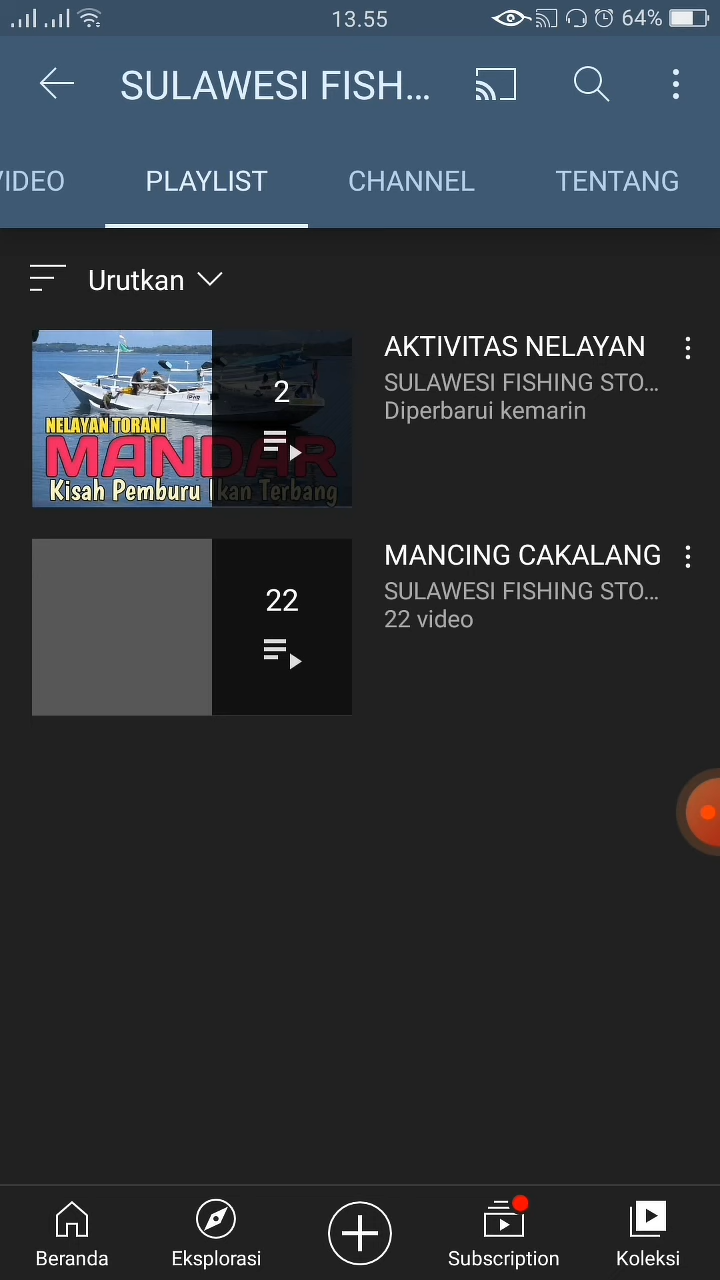 13.55
64%
SULAWESI FISH...
VIDEO
PLAYLIST
CHANNEL
TENTANG
Urutkan
2
NELAYAN TORANI
MANDAR
Kisah Pemburu Ikan Terbang
AKTIVITAS NELAYAN
SULAWESI FISHING STO...
Diperbarui kemarin
22
MANCING CAKALANG
SULAWESI FISHING STO...
22 video
Beranda
Eksplorasi
Subscription
Koleksi